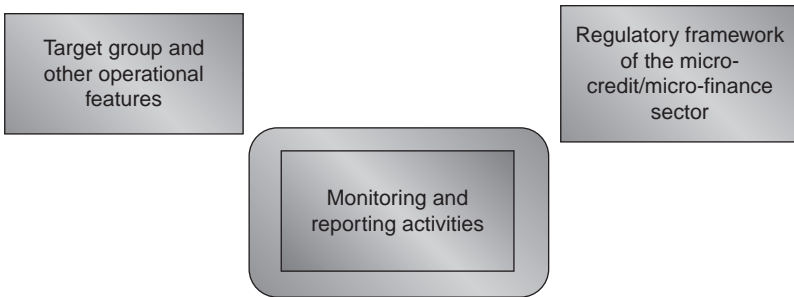 Target group and
other operational
features
Regulatory framework
of the micro-
credit/micro-finance
sector
Monitoring and
reporting activities